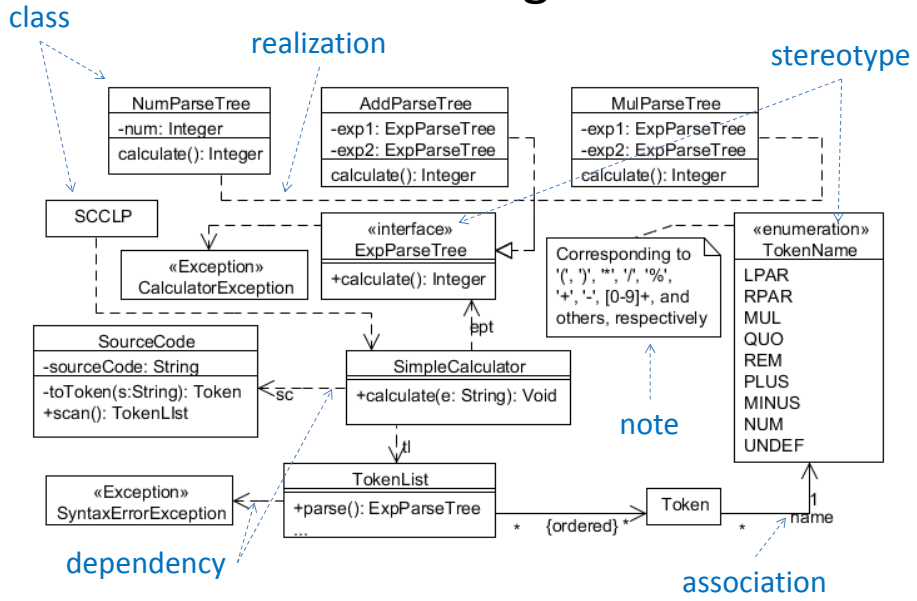 class
realization
stereotype
NumParseTree
-num: Integer
calculate(): Integer
AddParseTree
-exp1: ExpParseTree
-exp2: ExpParseTree
calculate(): Integer
MulParseTree
-exp1: ExpParseTree
-exp2: ExpParseTree
calculate(): Integer
SCCLP
«interface»
ExpParseTree
+calculate(): Integer
«Exception»
CalculatorException
Corresponding to
'(', ')', '*', '/', '%',
'+', '-', [0-9]+, and
others, respectively
«enumeration»
TokenName
LPAR
RPAR
MUL
QUO
REM
PLUS
MINUS
NUM
UNDEF
ept
SourceCode
-sourceCode: String
-toToken(s:String): Token
+scan(): TokenLIst
sc
SimpleCalculator
+calculate(e: String): Void
note
tl
«Exception»
SyntaxErrorException
TokenList
+parse(): ExpParseTree
...
* {ordered} *
Token
*
1
name
dependency
association